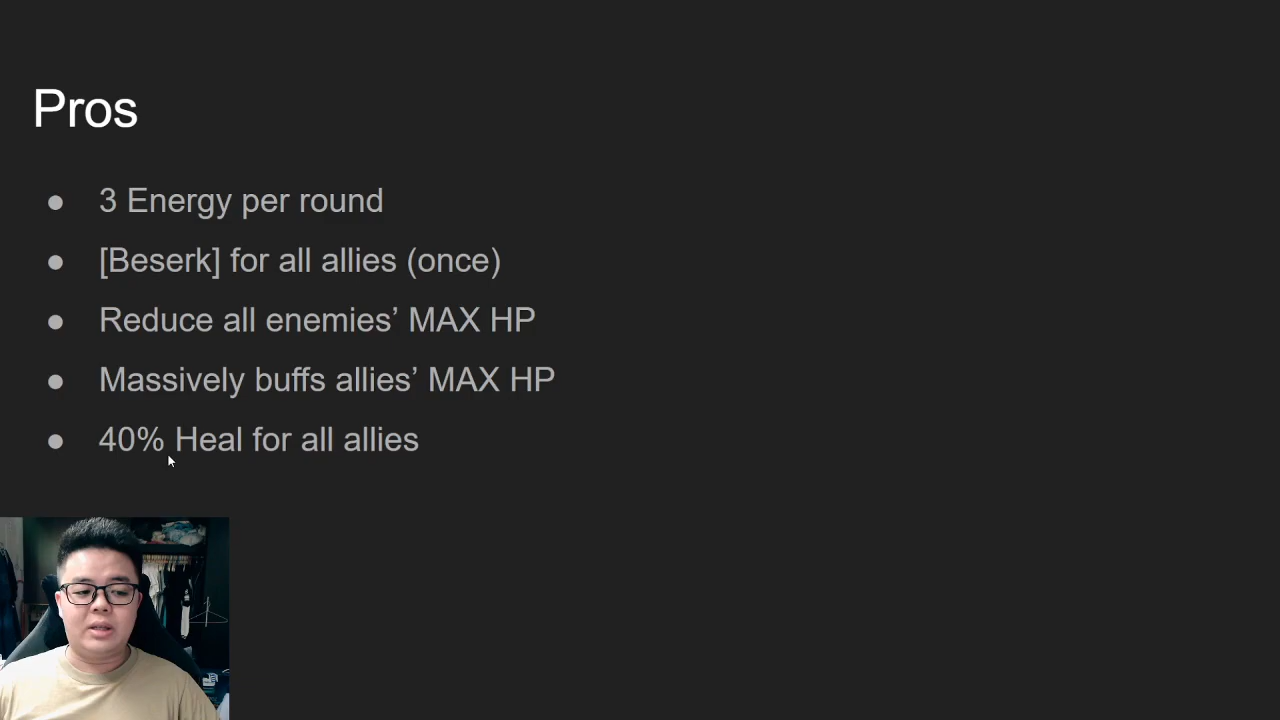 Pros
● 3 Energy per round
● [Beserk] for all allies (once)
● Reduce all enemies’ MAX HP
● Massively buffs allies’ MAX HP
● 40% Heal for all allies